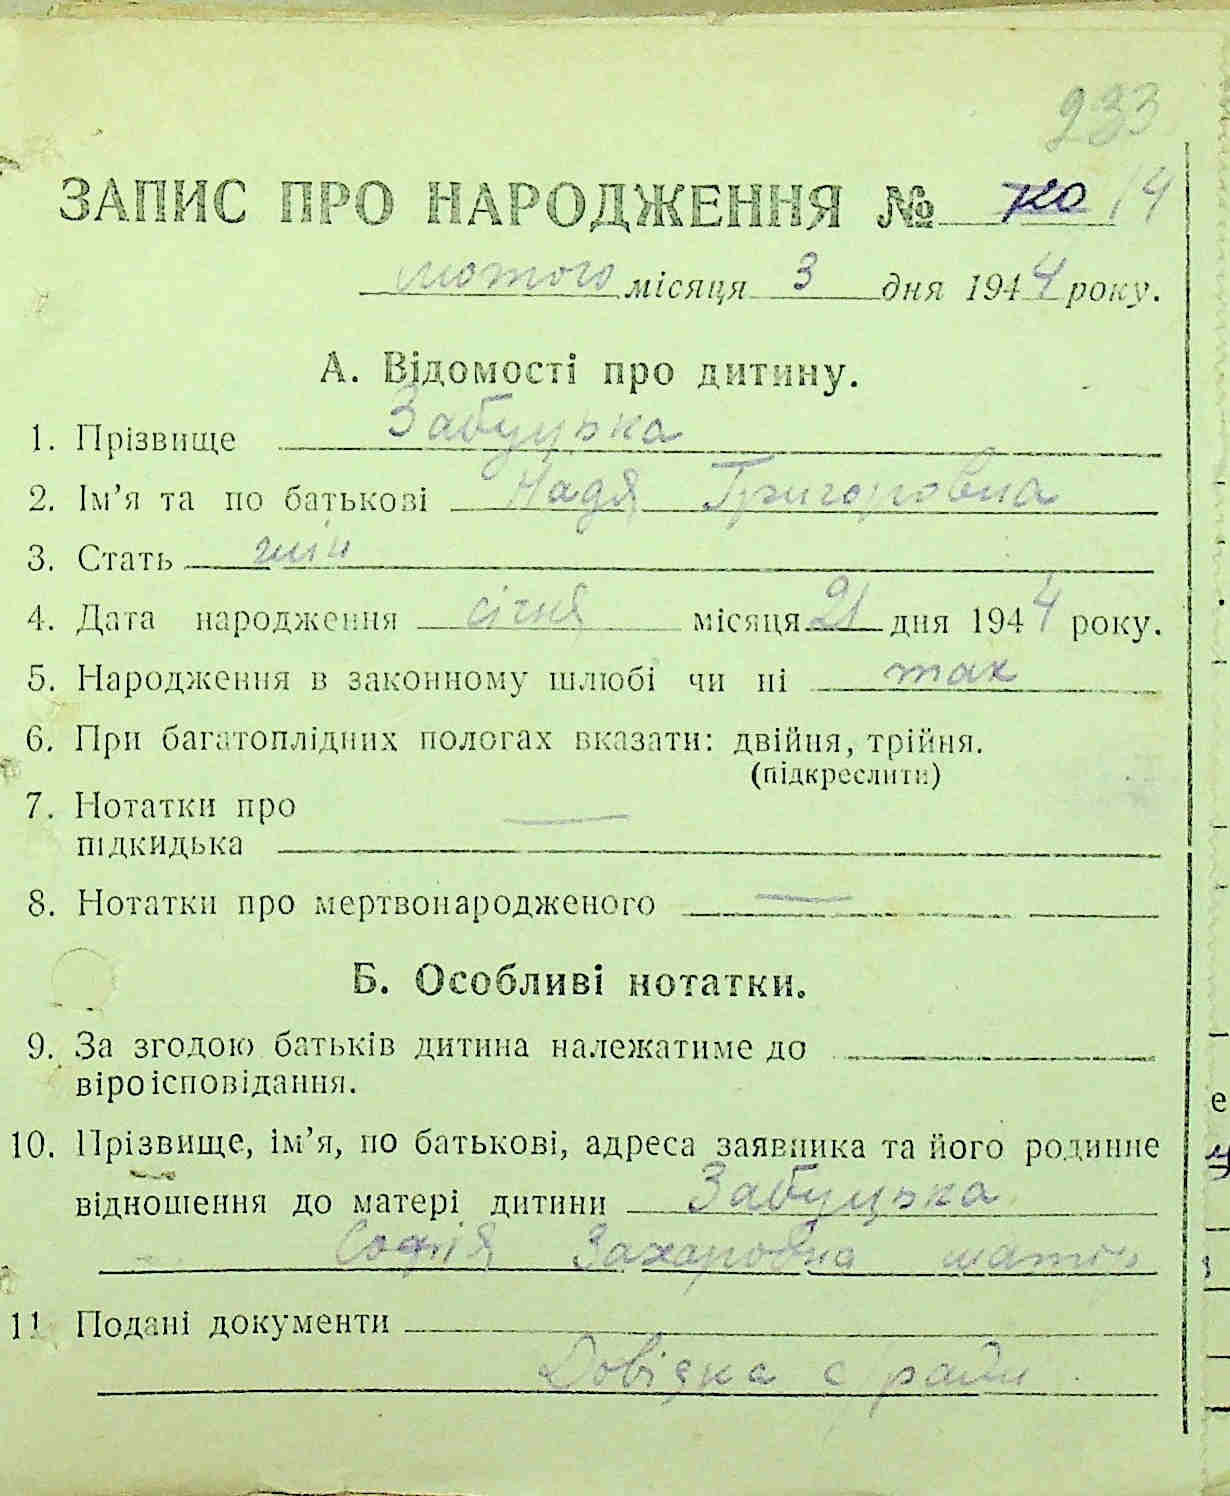 233
ЗАПИС ПРО НАРОДЖЕННЯ № 14
лютого місяця 3 дня 1944 року.
А. Відомості про дитину.
1. Прізвище Забуцька
2. Ім’я та по батькові Надя Григоровна
3. Стать жін
4. Дата народження січня місяця 21 дня 1944 року.
5. Народження в законному шлюбі чи ні так
6. При багатоплідних пологах вказати: двійня, трійня.
(підкреслити)
7. Нотатки про
підкидька —
8. Нотатки про мертвонародженого —
Б. Особливі нотатки.
9. За згодою батьків дитина належатиме до
віроісповідання.
10. Прізвище, ім’я, по батькові, адреса заявника та його родинне
відношення до матері дитини Забуцька
Софія Захаровна мати
11 Подані документи
Довідка с/ради